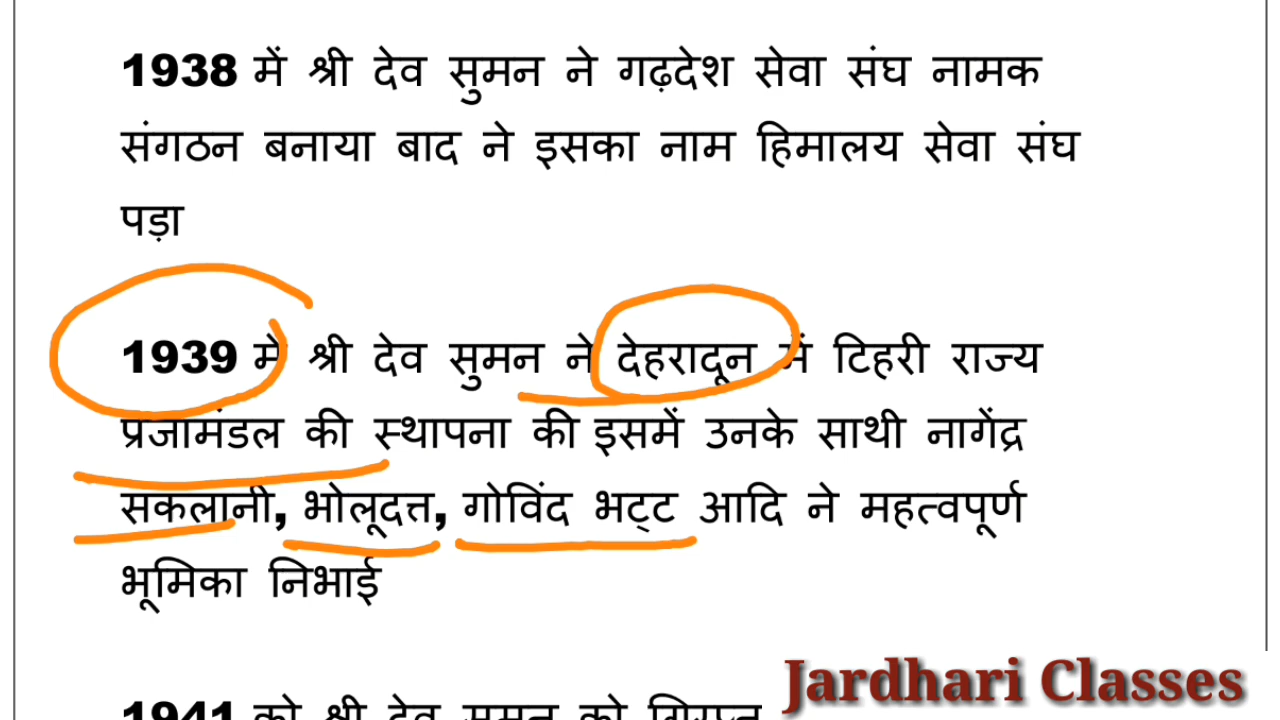 1938 में श्री देव सुमन ने गढ़देश सेवा संघ नामक
संगठन बनाया बाद ने इसका नाम हिमालय सेवा संघ
पड़ा
1939 में श्री देव सुमन ने देहरादून में टिहरी राज्य
प्रजामंडल की स्थापना की इसमें उनके साथी नागेंद्र
सकलानी, भोलूदत्त, गोविंद भट्ट आदि ने महत्वपूर्ण
भूमिका निभाई
1941 को श्री देव सुमन को
Jardhari Classes